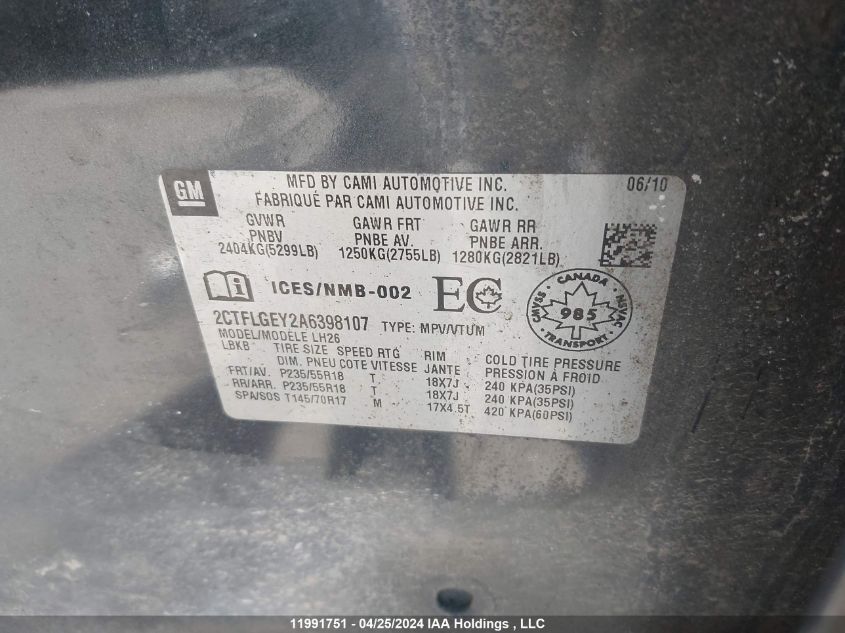 GM
MFD BY CAMI AUTOMOTIVE INC. 06/10
FABRIQUÉ PAR CAMI AUTOMOTIVE INC.
GVWR GAWR FRT GAWR RR
PNBV PNBE AV. PNBE ARR.
2404KG(5299LB) 1250KG(2755LB) 1280KG(2821LB)
ICES/NMB-002 EC
CANADA CMVSS NSVAC 985 TRANSPORT
2CTFLGEY2A6398107 TYPE: MPV/VTUM
MODEL/MODÈLE LH26
LBKB TIRE SIZE SPEED RTG RIM COLD TIRE PRESSURE
DIM. PNEU COTE VITESSE JANTE PRESSION À FROID
FRT/AV. P235/55R18 T 18X7J 240 KPA(35PSI)
RR/ARR. P235/55R18 T 18X7J 240 KPA(35PSI)
SPA/SOS T145/70R17 M 17X4.5T 420 KPA(60PSI)
11991751 - 04/25/2024 IAA Holdings , LLC